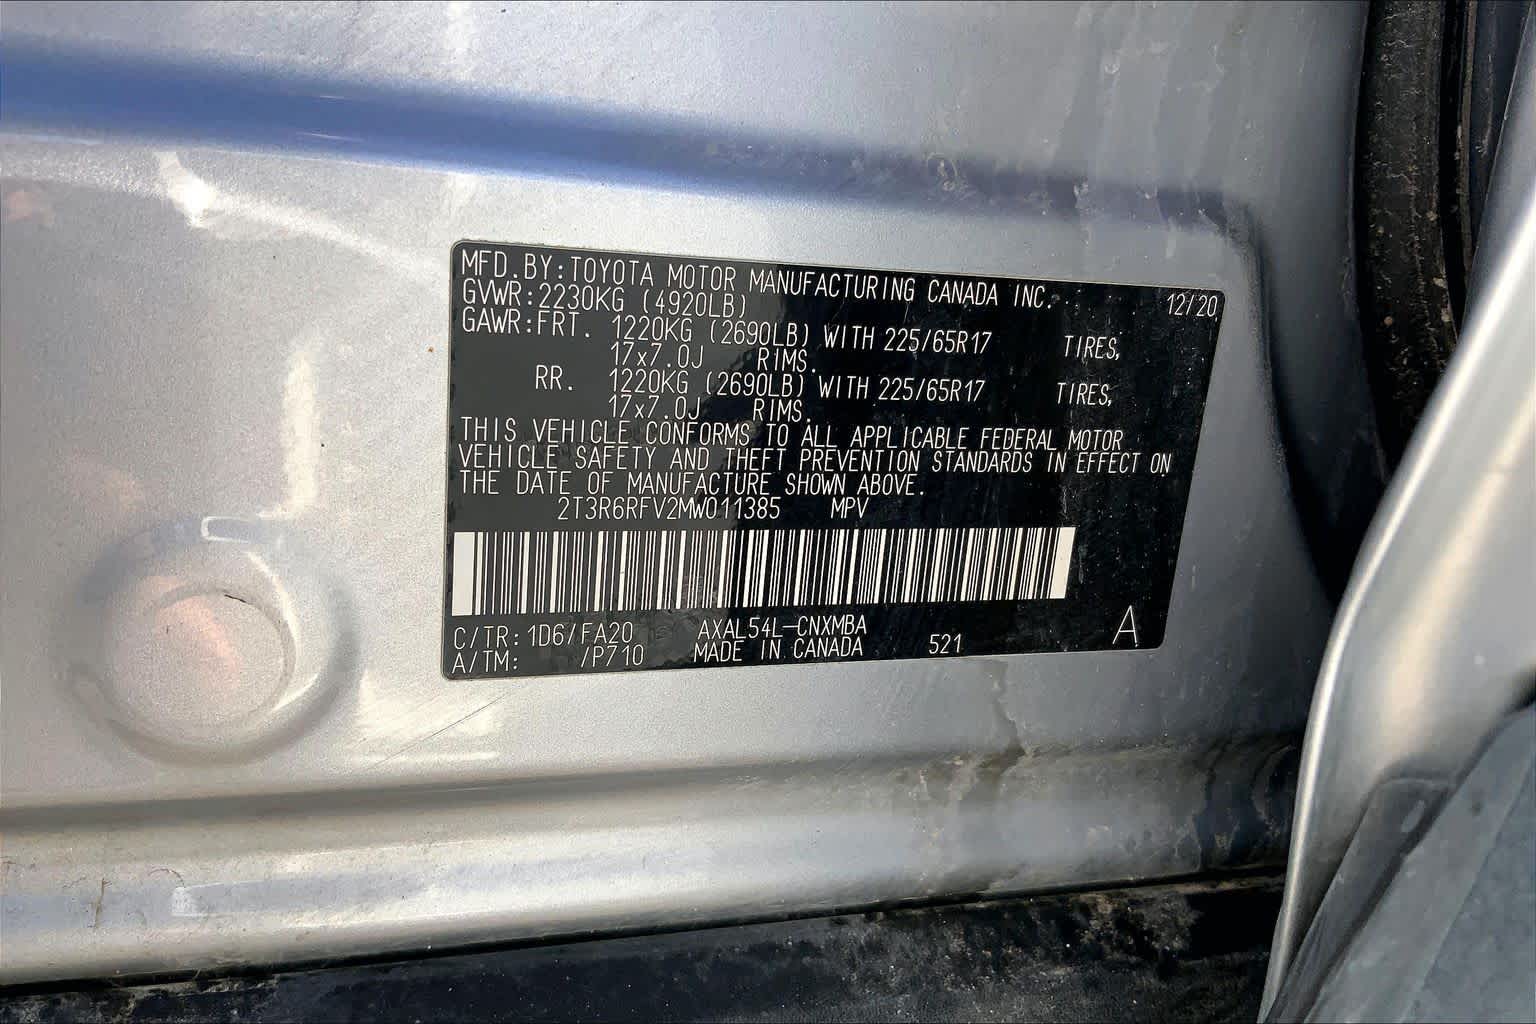 MFD.BY:TOYOTA MOTOR MANUFACTURING CANADA INC. 12/20
GVWR:2230KG (4920LB)
GAWR:FRT. 1220KG (2690LB) WITH 225/65R17 TIRES,
17x7.0J RIMS.
RR. 1220KG (2690LB) WITH 225/65R17 TIRES,
17x7.0J RIMS.
THIS VEHICLE CONFORMS TO ALL APPLICABLE FEDERAL MOTOR
VEHICLE SAFETY AND THEFT PREVENTION STANDARDS IN EFFECT ON
THE DATE OF MANUFACTURE SHOWN ABOVE.
2T3R6RFV2MW011385 MPV
C/TR:1D6/FA20 AXAL54L-CNXMBA 521 A
A/TM: /P710 MADE IN CANADA